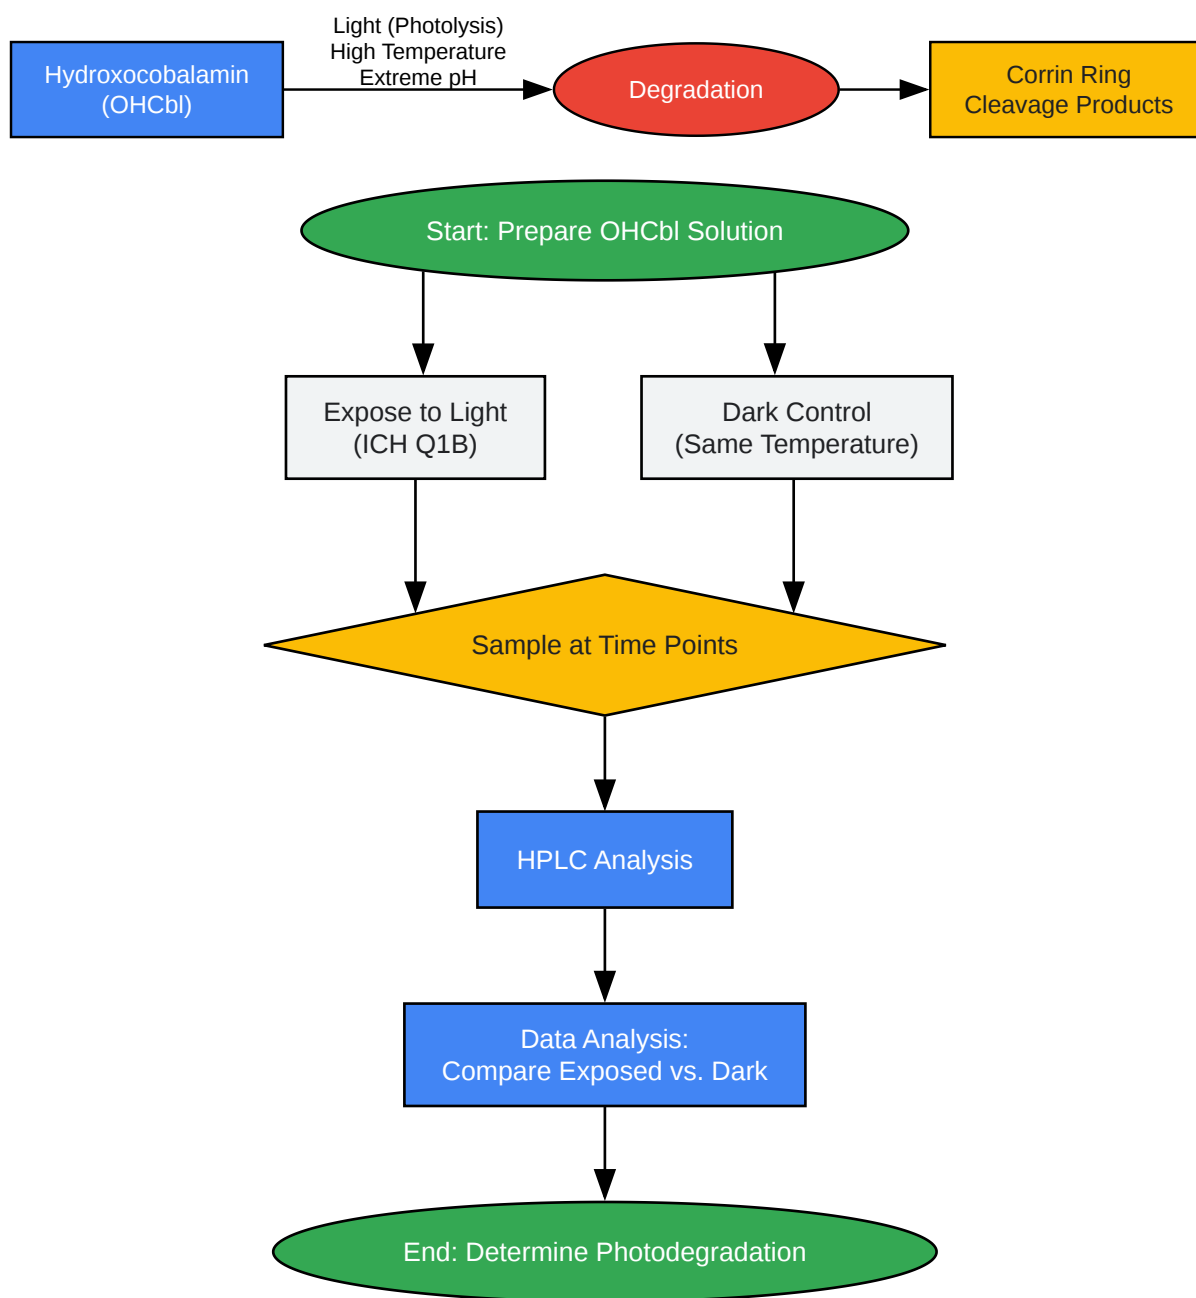 Hydroxocobalamin
(OHCbl)
Light (Photolysis)
High Temperature
Extreme pH
Degradation
Corrin Ring
Cleavage Products
Start: Prepare OHCbl Solution
Expose to Light
(ICH Q1B)
Dark Control
(Same Temperature)
Sample at Time Points
HPLC Analysis
Data Analysis:
Compare Exposed vs. Dark
End: Determine Photodegradation